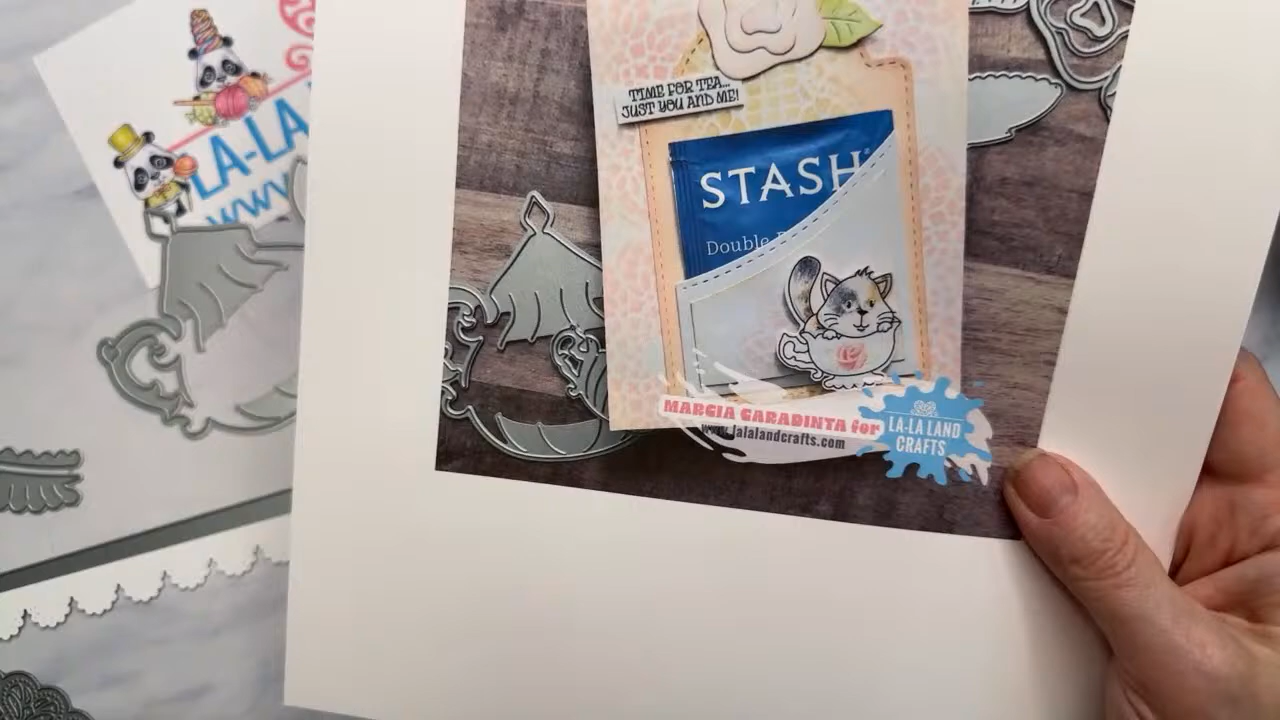 LA-LA
WWW
TIME FOR TEA...
JUST YOU AND ME!
STASH
Double
MARCIA CARADINTA for
www.lalalandcrafts.com
LA-LA LAND
CRAFTS